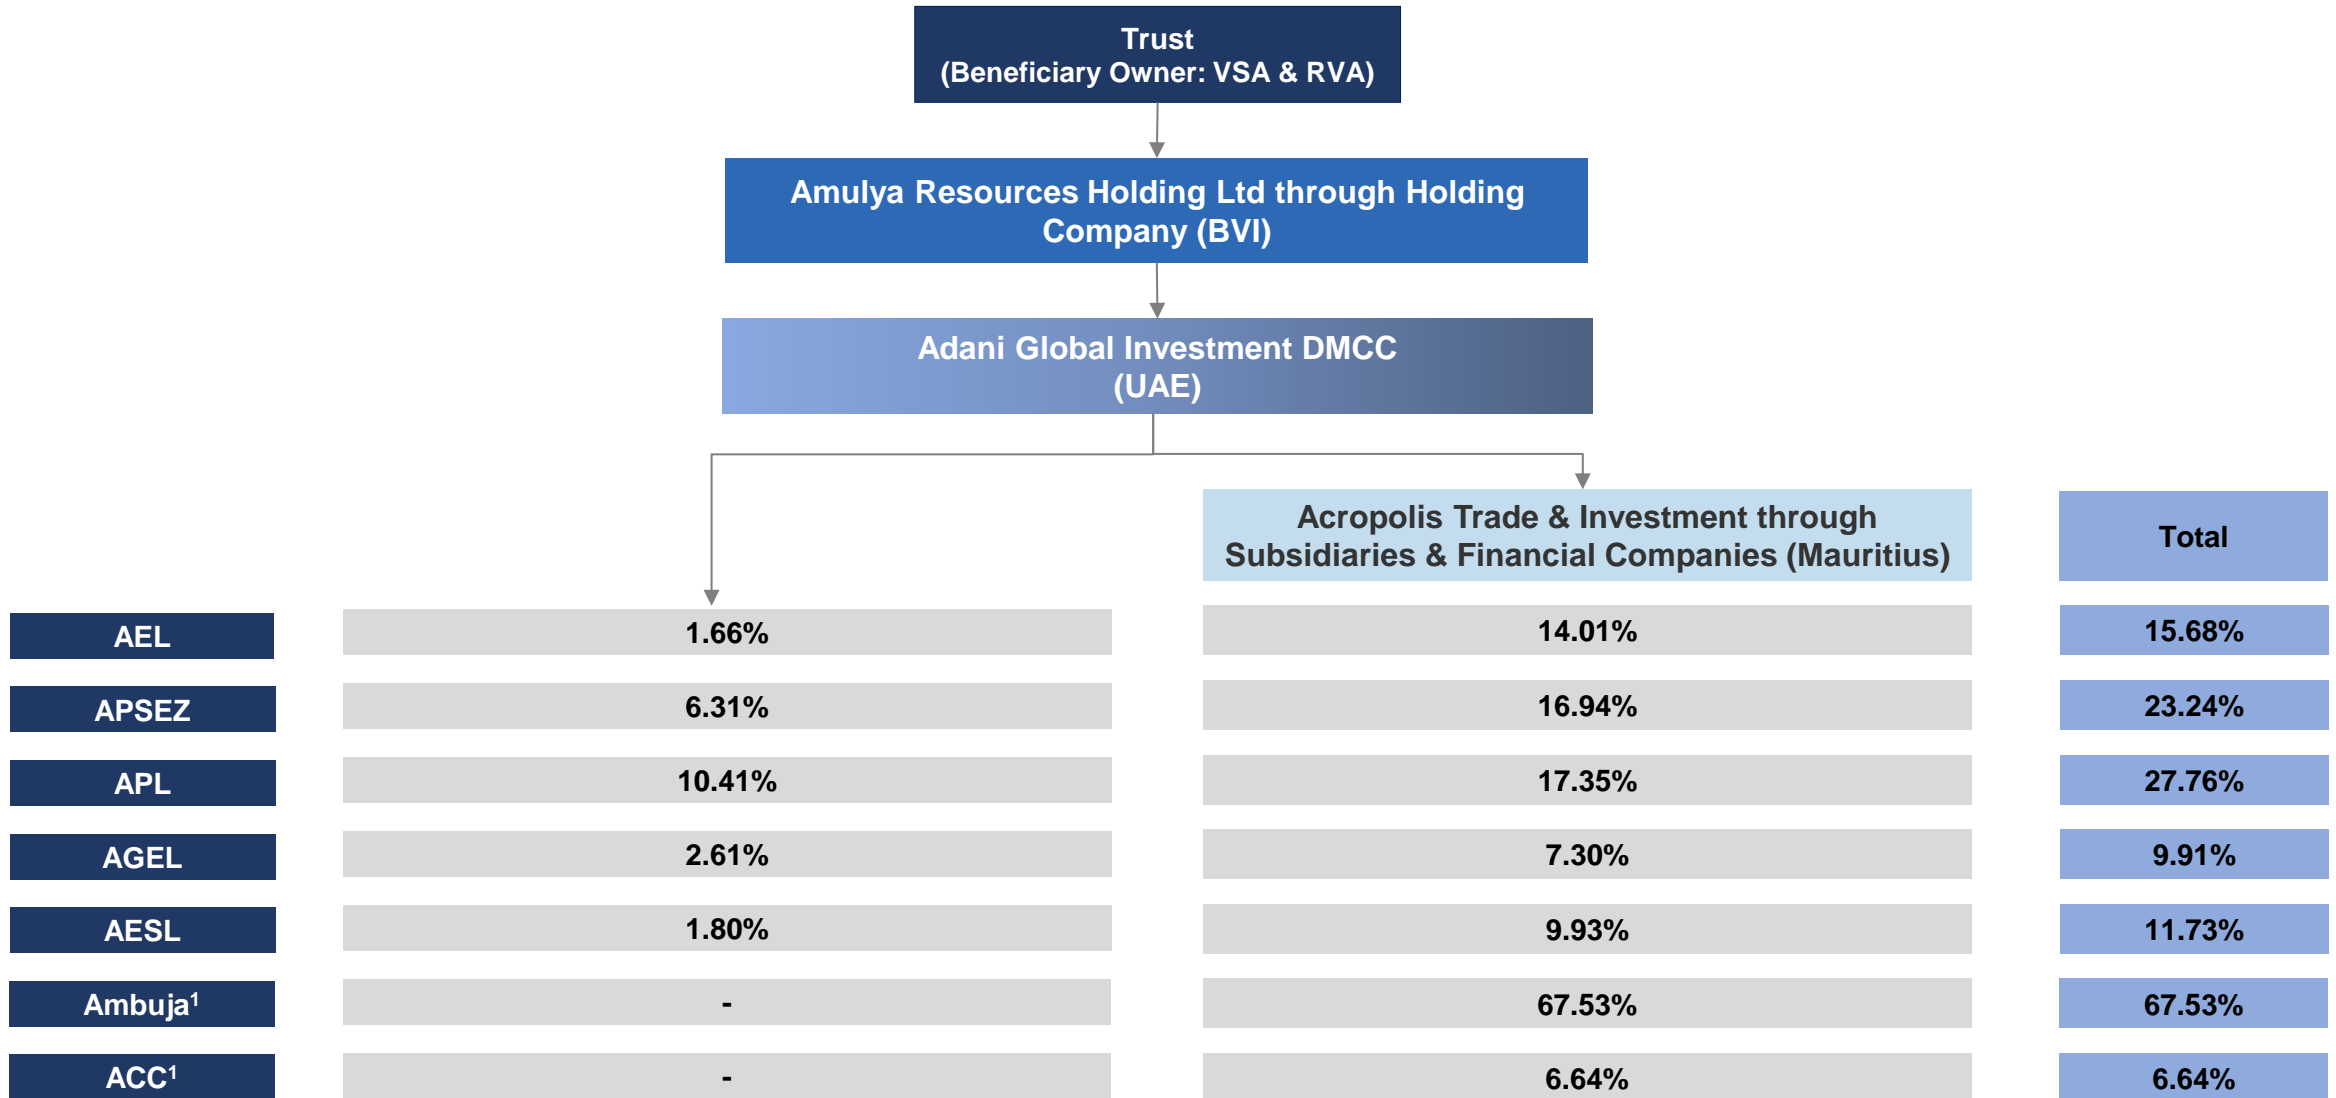 Trust
(Beneficiary Owner: VSA & RVA)
Amulya Resources Holding Ltd through Holding
Company (BVI)
Adani Global Investment DMCC
(UAE)
Acropolis Trade & Investment through
Subsidiaries & Financial Companies (Mauritius)
Total
AEL 1.66% 14.01% 15.68%
APSEZ 6.31% 16.94% 23.24%
APL 10.41% 17.35% 27.76%
AGEL 2.61% 7.30% 9.91%
AESL 1.80% 9.93% 11.73%
Ambuja¹ - 67.53% 67.53%
ACC¹ - 6.64% 6.64%